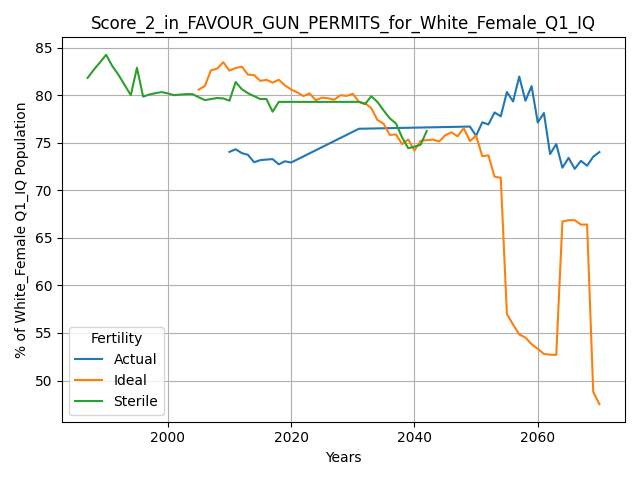 Score_2_in_FAVOUR_GUN_PERMITS_for_White_Female_Q1_IQ
% of White_Female Q1_IQ Population
85
80
75
70
65
60
55
50
Fertility
Actual
Ideal
Sterile
2000
2020
2040
2060
Years